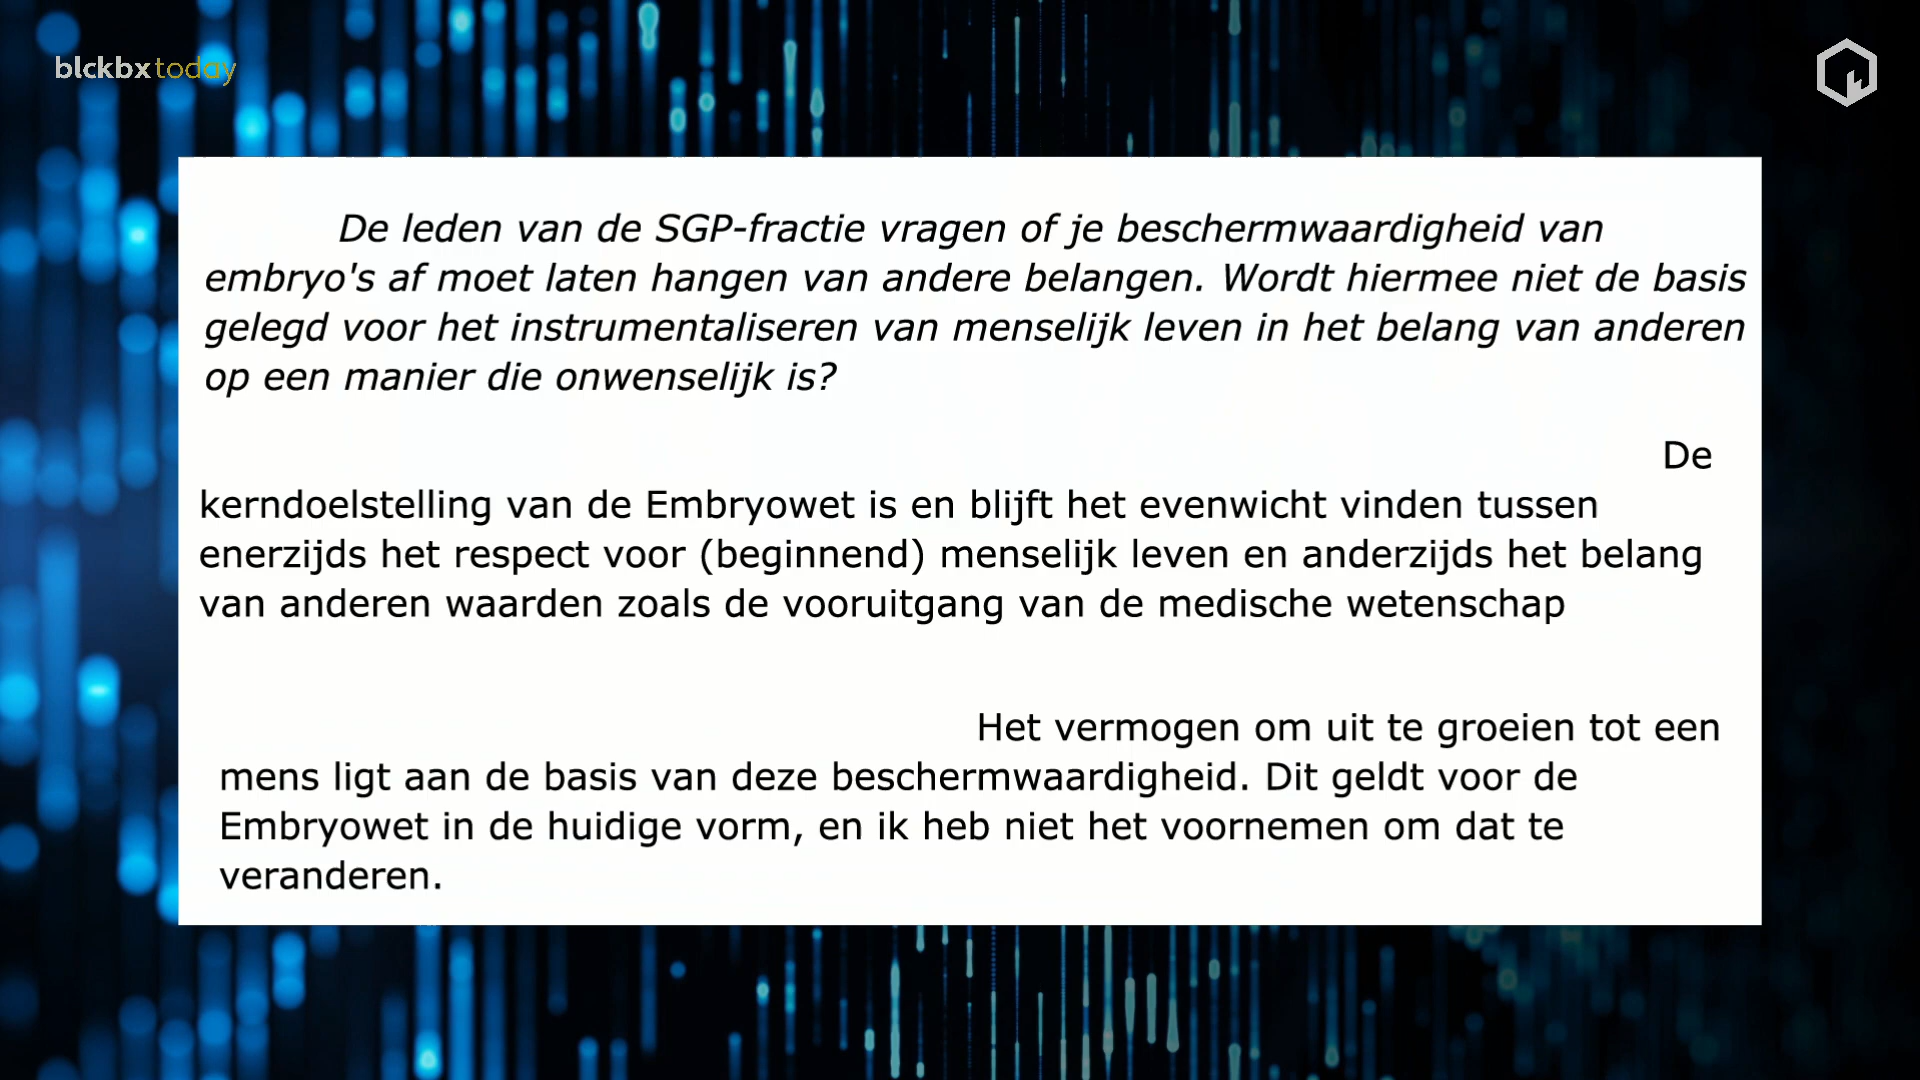 blckbxtoday
De leden van de SGP-fractie vragen of je beschermwaardigheid van
embryo's af moet laten hangen van andere belangen. Wordt hiermee niet de basis
gelegd voor het instrumentaliseren van menselijk leven in het belang van anderen
op een manier die onwenselijk is?
De
kerndoelstelling van de Embryowet is en blijft het evenwicht vinden tussen
enerzijds het respect voor (beginnend) menselijk leven en anderzijds het belang
van anderen waarden zoals de vooruitgang van de medische wetenschap
Het vermogen om uit te groeien tot een
mens ligt aan de basis van deze beschermwaardigheid. Dit geldt voor de
Embryowet in de huidige vorm, en ik heb niet het voornemen om dat te
veranderen.